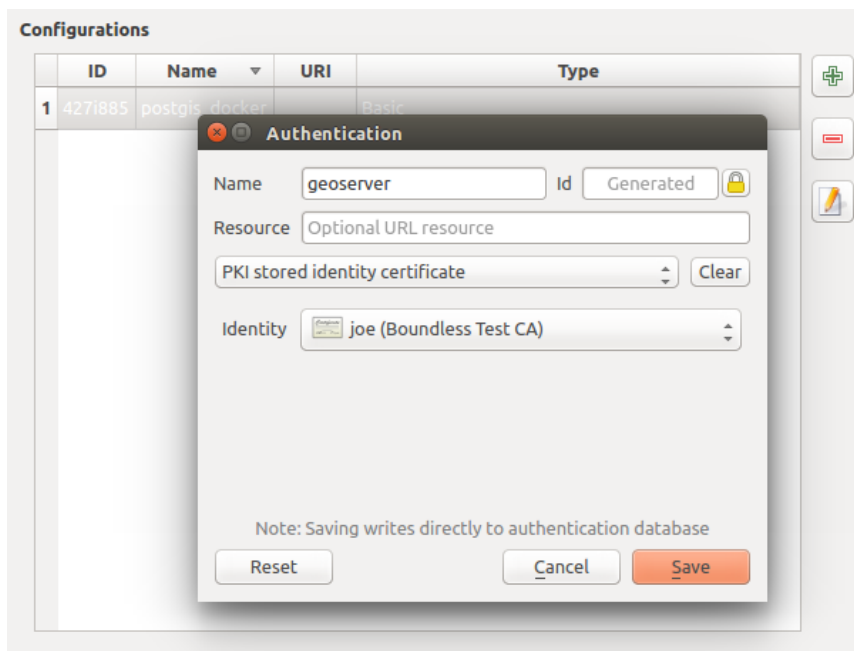 Configurations
ID Name URI Type
1 427i885 postgis_docker Basic
Authentication
Name geoserver Id Generated
Resource Optional URL resource
PKI stored identity certificate Clear
Identity joe (Boundless Test CA)
Note: Saving writes directly to authentication database
Reset Cancel Save